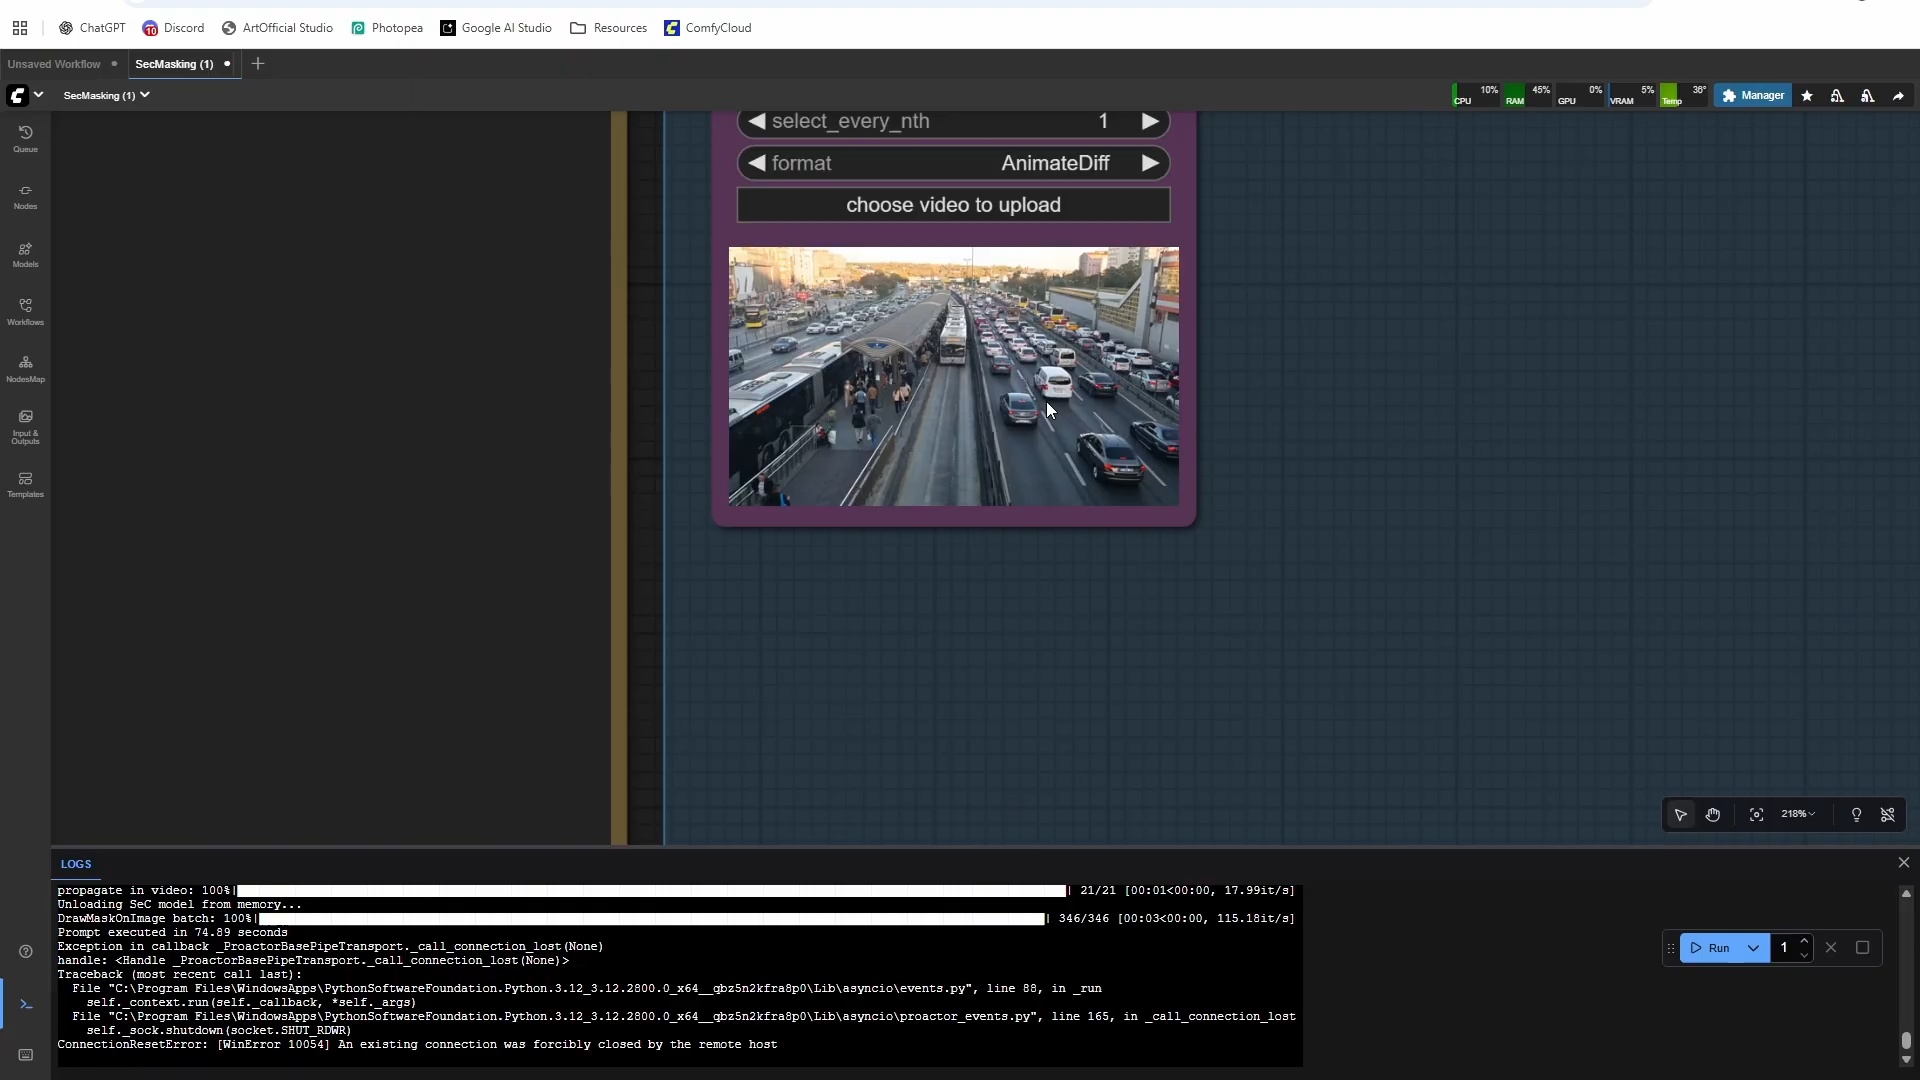 ChatGPT
10
Discord
ArtOfficial Studio
Photopea
Google AI Studio
Resources
ComfyCloud
Unsaved Workflow
SecMasking (1)
SecMasking (1)
CPU 10%
RAM 45%
GPU 0%
VRAM 5%
Temp 36°
Manager
Queue
Nodes
Models
Workflows
NodesMap
Input &
Outputs
Templates
select_every_nth 1
format AnimateDiff
choose video to upload
218%
LOGS
propagate in video: 100%| | 21/21 [00:01<00:00, 17.99it/s]
Unloading SeC model from memory...
DrawMaskOnImage batch: 100%| | 346/346 [00:03<00:00, 115.18it/s]
Prompt executed in 74.89 seconds
Exception in callback _ProactorBasePipeTransport._call_connection_lost(None)
handle: <Handle _ProactorBasePipeTransport._call_connection_lost(None)>
Traceback (most recent call last):
File "C:\Program Files\WindowsApps\PythonSoftwareFoundation.Python.3.12_3.12.2800.0_x64__qbz5n2kfra8p0\Lib\asyncio\events.py", line 88, in _run
self._context.run(self._callback, *self._args)
File "C:\Program Files\WindowsApps\PythonSoftwareFoundation.Python.3.12_3.12.2800.0_x64__qbz5n2kfra8p0\Lib\asyncio\proactor_events.py", line 165, in _call_connection_lost
self._sock.shutdown(socket.SHUT_RDWR)
ConnectionResetError: [WinError 10054] An existing connection was forcibly closed by the remote host
Run
1